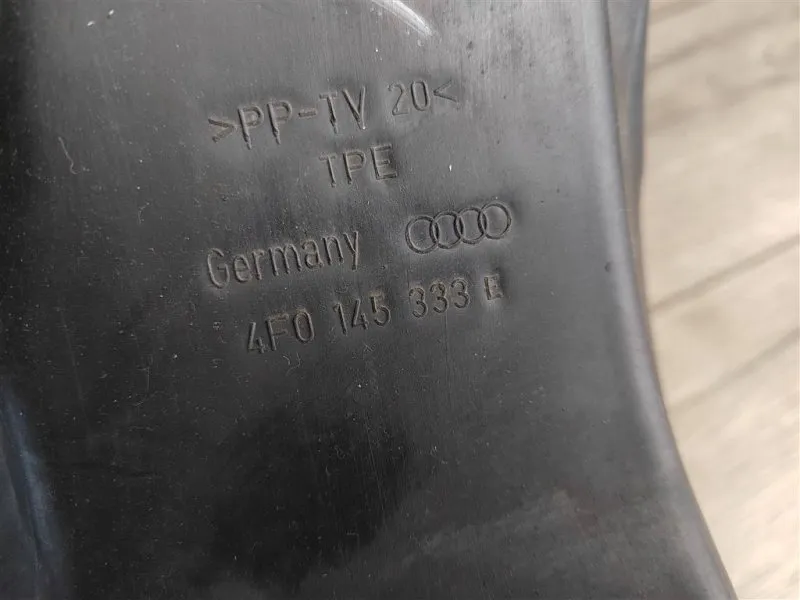 >PP-TV 20<
TPE
Germany
4F0 145 333 E